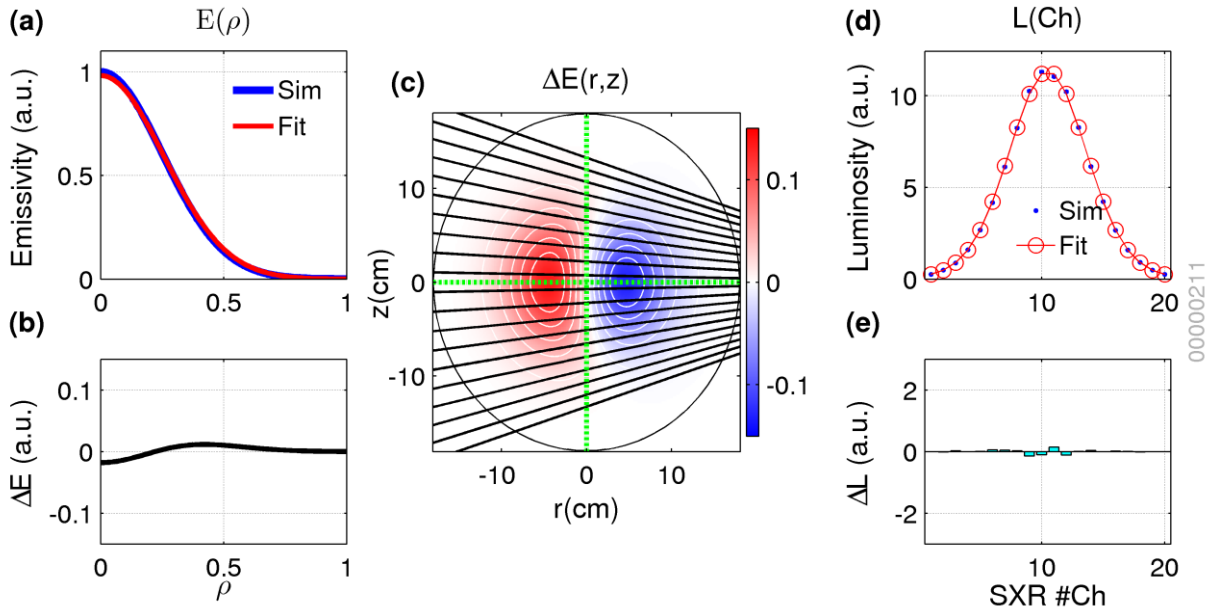 (a)
E(ρ)
Emissivity (a.u.)
1
0.5
0
0
0.5
1
Sim
Fit
(b)
ΔE (a.u.)
0.1
0
-0.1
0
0.5
1
ρ
(c)
ΔE(r,z)
z(cm)
10
0
-10
-10
0
10
r(cm)
0.1
0
-0.1
(d)
L(Ch)
Luminosity (a.u.)
10
5
0
10
20
Sim
Fit
(e)
ΔL (a.u.)
2
0
-2
10
20
SXR #Ch
00000211